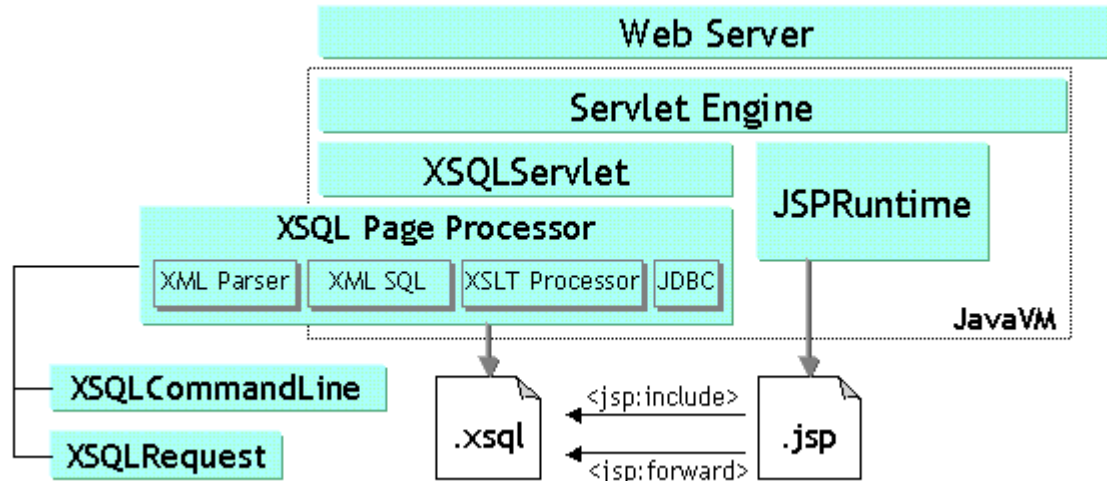 Web Server
Servlet Engine
XSQLServlet
JSPRuntime
XSQL Page Processor
XML Parser
XML SQL
XSLT Processor
JDBC
JavaVM
XSQLCommandLine
XSQLRequest
.xsql
<jsp:include>
<jsp:forward>
.jsp